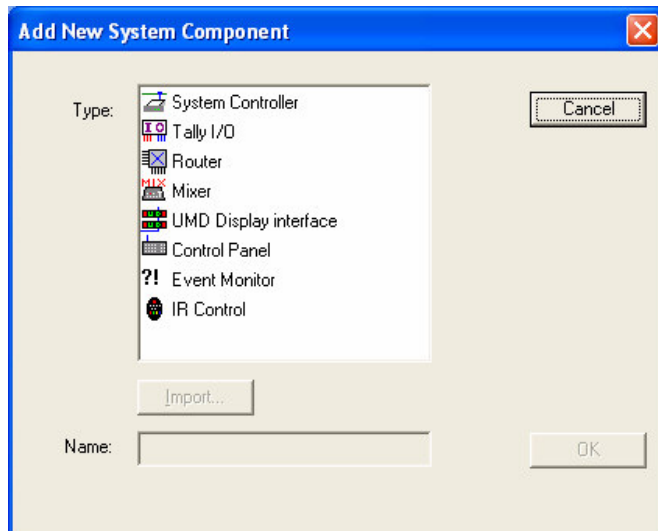 Add New System Component
Type:
System Controller
Tally I/O
Router
MIX Mixer
UMD Display interface
Control Panel
?! Event Monitor
IR Control
Cancel
Import...
Name:
OK